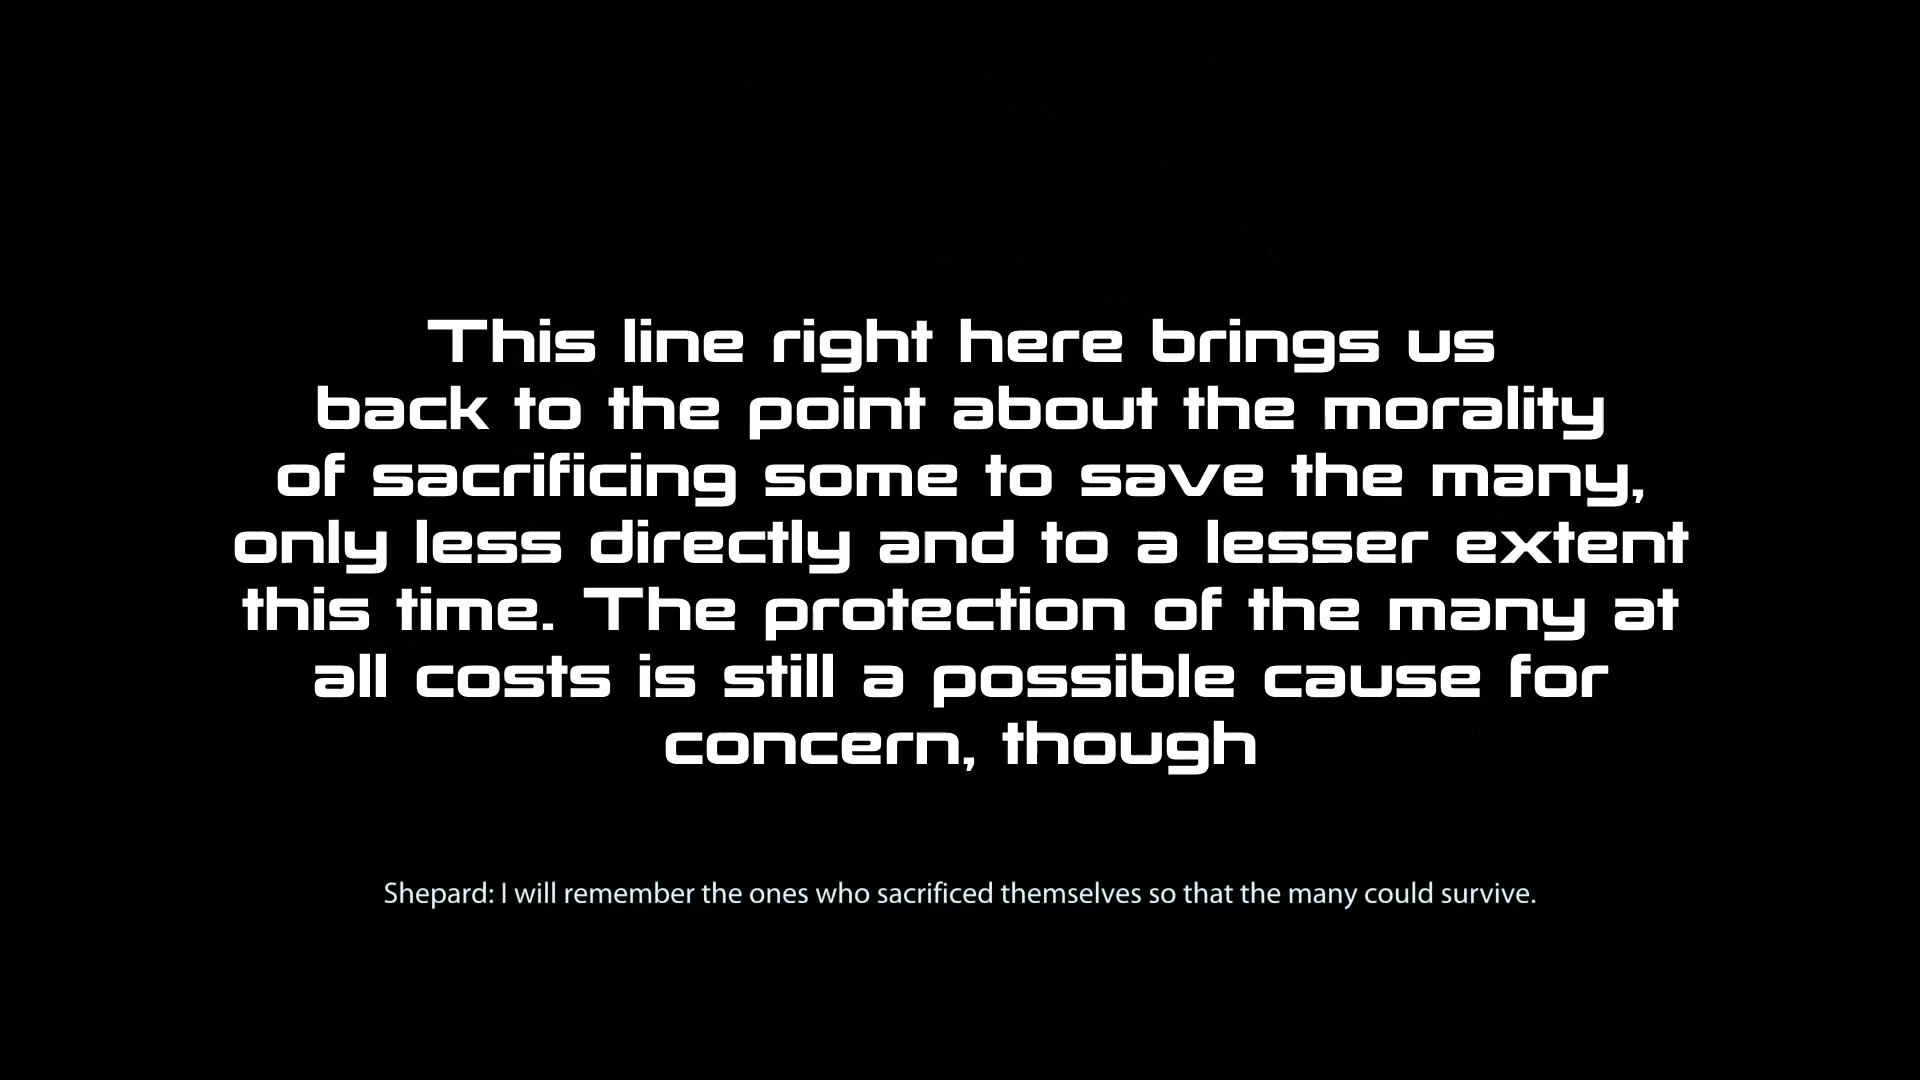 This line right here brings us
back to the point about the morality
of sacrificing some to save the many,
only less directly and to a lesser extent
this time. The protection of the many at
all costs is still a possible cause for
concern, though
Shepard: I will remember the ones who sacrificed themselves so that the many could survive.